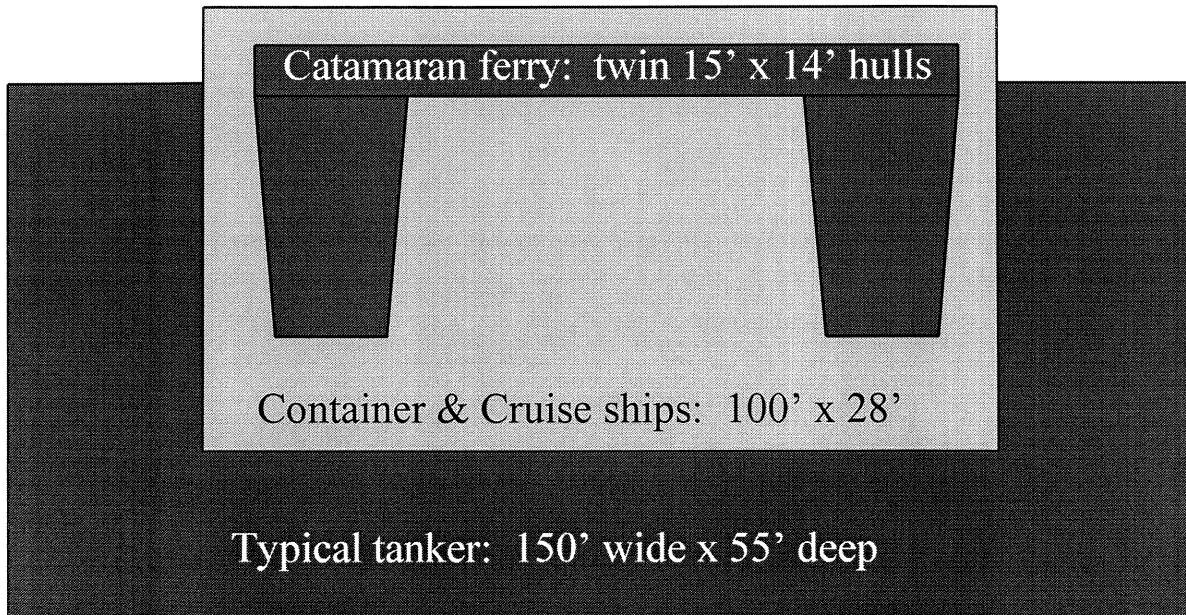 Catamaran ferry:  twin 15’ x 14’ hulls
Container & Cruise ships:  100’ x 28’
Typical tanker:  150’ wide x 55’ deep